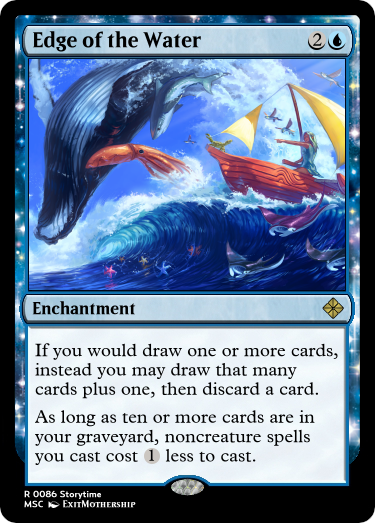 Edge of the Water 2
Enchantment
If you would draw one or more cards,
instead you may draw that many
cards plus one, then discard a card.
As long as ten or more cards are in
your graveyard, noncreature spells
you cast cost 1 less to cast.
R 0086 Storytime
MSC ExitMothership